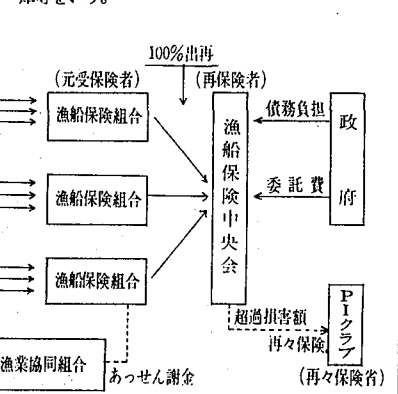 100%出再
(元受保険者)
(再保険者)
漁船保険組合
漁船保険組合
漁船保険組合
漁船保険中央会
債務負担
委託費
政府
超過損害額
再々保険
PIクラブ
(再々保険省)
漁業協同組合
あっせん謝金